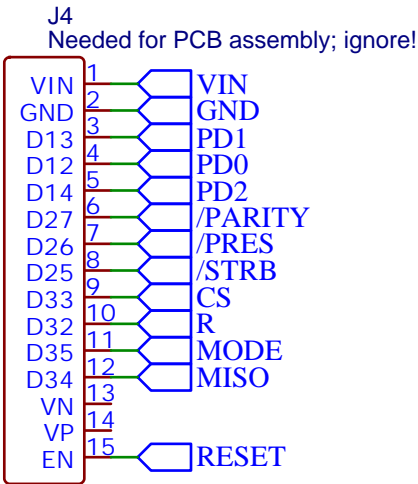 J4
Needed for PCB assembly; ignore!
VIN 1 VIN
GND 2 GND
D13 3 PD1
D12 4 PD0
D14 5 PD2
D27 6 /PARITY
D26 7 /PRES
D25 8 /STRB
D33 9 CS
D32 10 R
D35 11 MODE
D34 12 MISO
VN 13
VP 14
EN 15 RESET